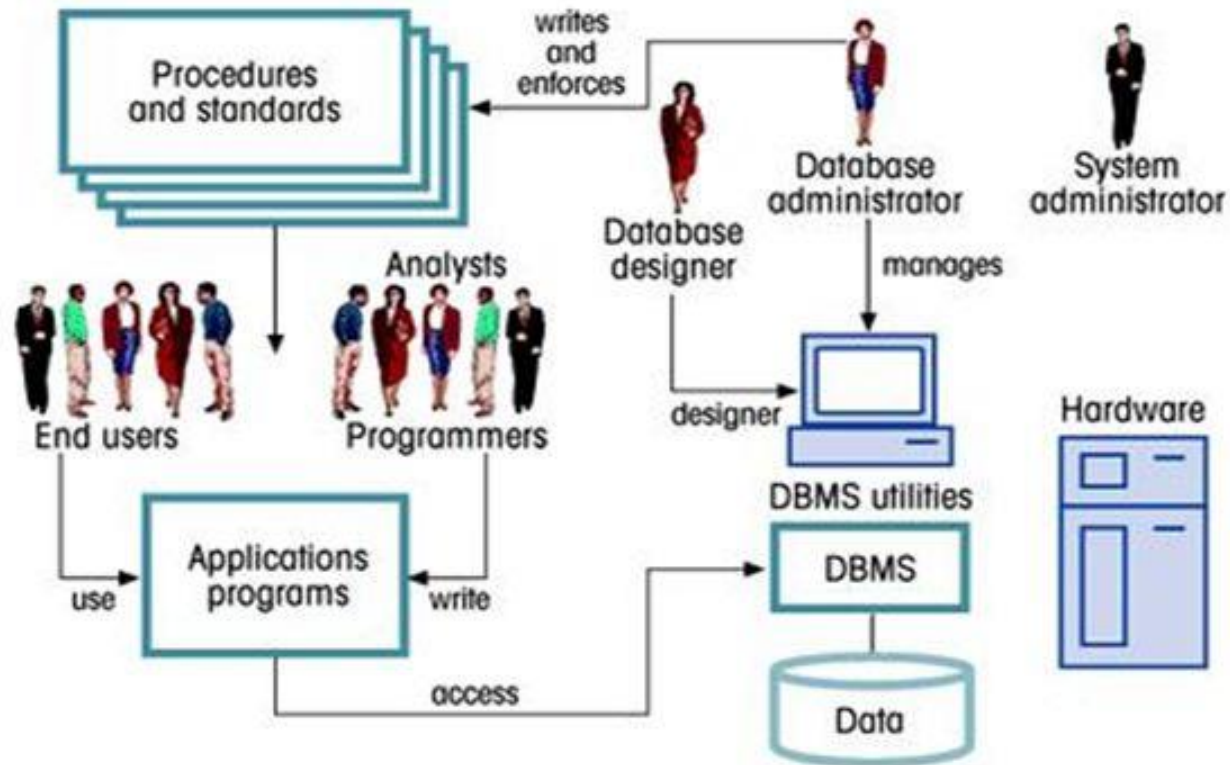 writes
and
enforces
Procedures
and standards
Database
administrator
System
administrator
Database
designer
manages
Analysts
End users
Programmers
designer
Hardware
DBMS utilities
Applications
programs
use
write
DBMS
access
Data